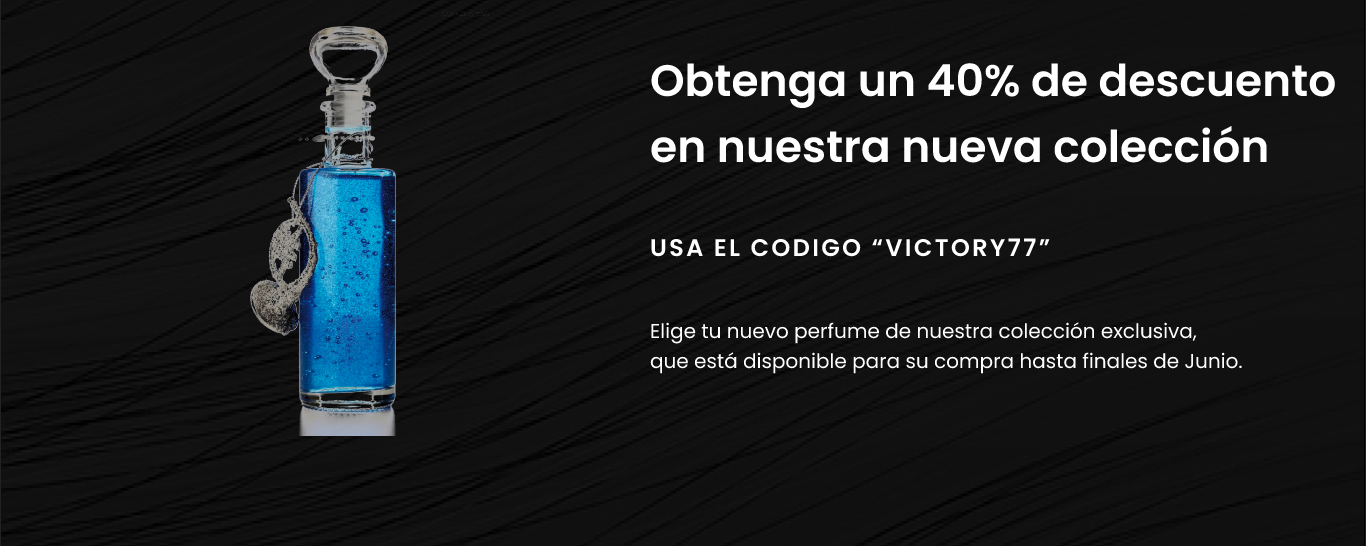 Obtenga un 40% de descuento
en nuestra nueva colección
USA EL CODIGO “VICTORY77”
Elige tu nuevo perfume de nuestra colección exclusiva,
que está disponible para su compra hasta finales de Junio.